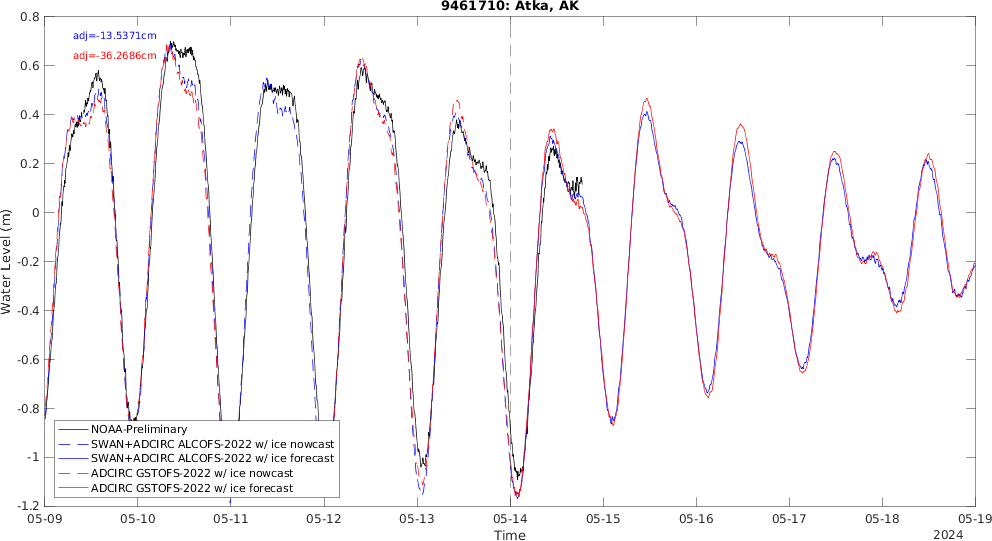 9461710: Atka, AK
adj=-13.5371cm
adj=-36.2686cm
0.8
0.6
0.4
0.2
0
-0.2
-0.4
-0.6
-0.8
-1
-1.2
Water Level (m)
NOAA-Preliminary
SWAN+ADCIRC ALCOFS-2022 w/ ice nowcast
SWAN+ADCIRC ALCOFS-2022 w/ ice forecast
ADCIRC GSTOFS-2022 w/ ice nowcast
ADCIRC GSTOFS-2022 w/ ice forecast
05-09 05-10 05-11 05-12 05-13 05-14 05-15 05-16 05-17 05-18 05-19
Time
2024